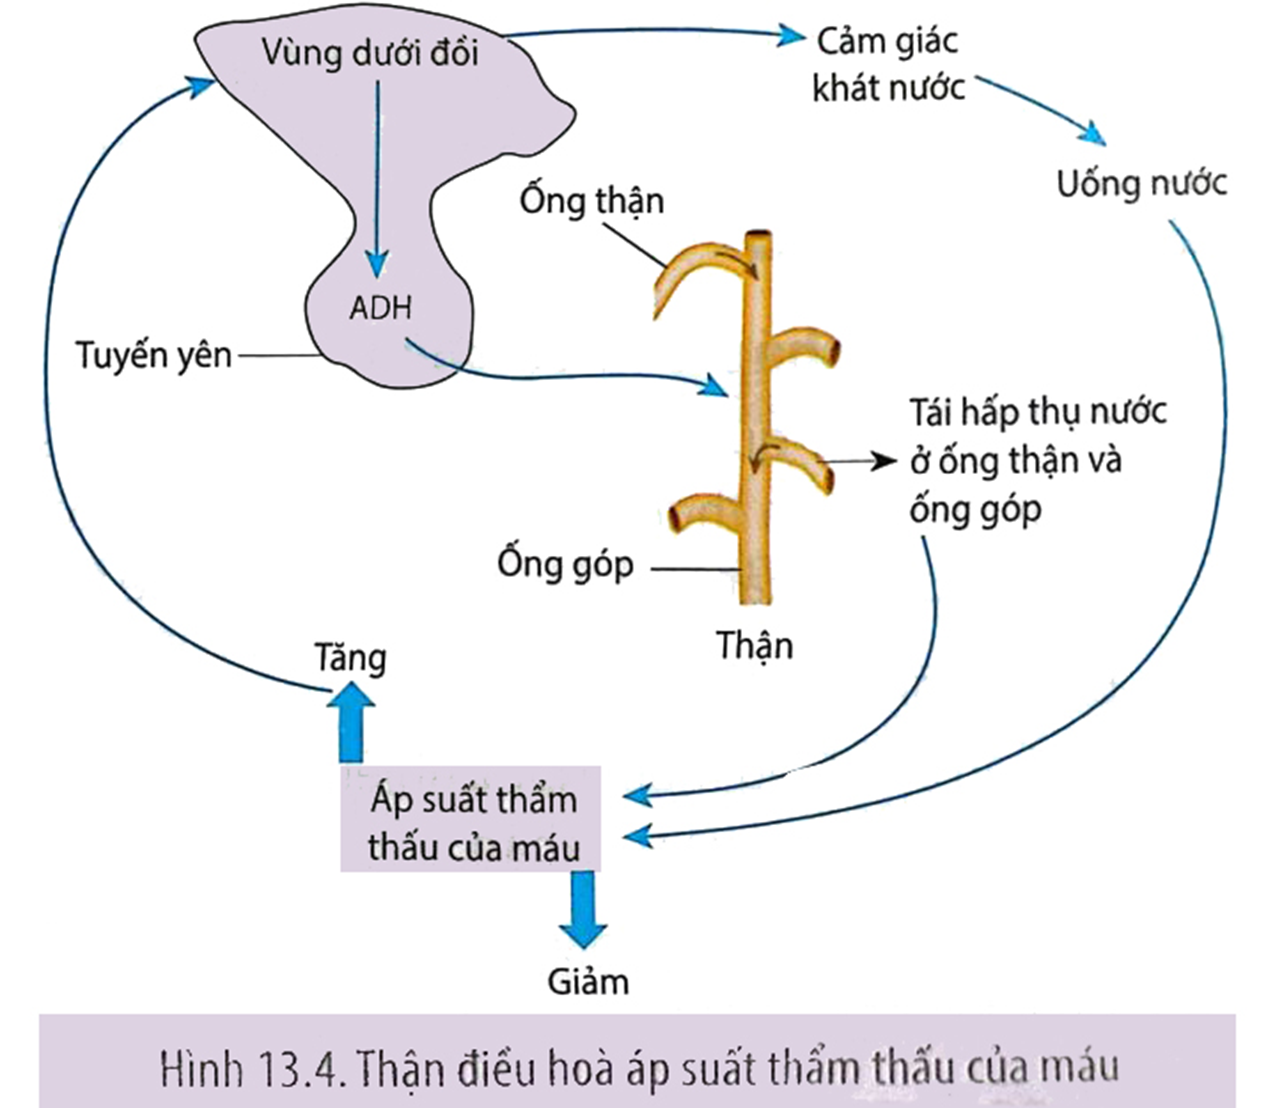 Vùng dưới đồi
Cảm giác
khát nước
Uống nước
Ống thận
ADH
Tuyến yên
Tái hấp thụ nước
ở ống thận và
ống góp
Ống góp
Thận
Tăng
Áp suất thẩm
thấu của máu
Giảm
Hình 13.4. Thận điều hoà áp suất thẩm thấu của máu